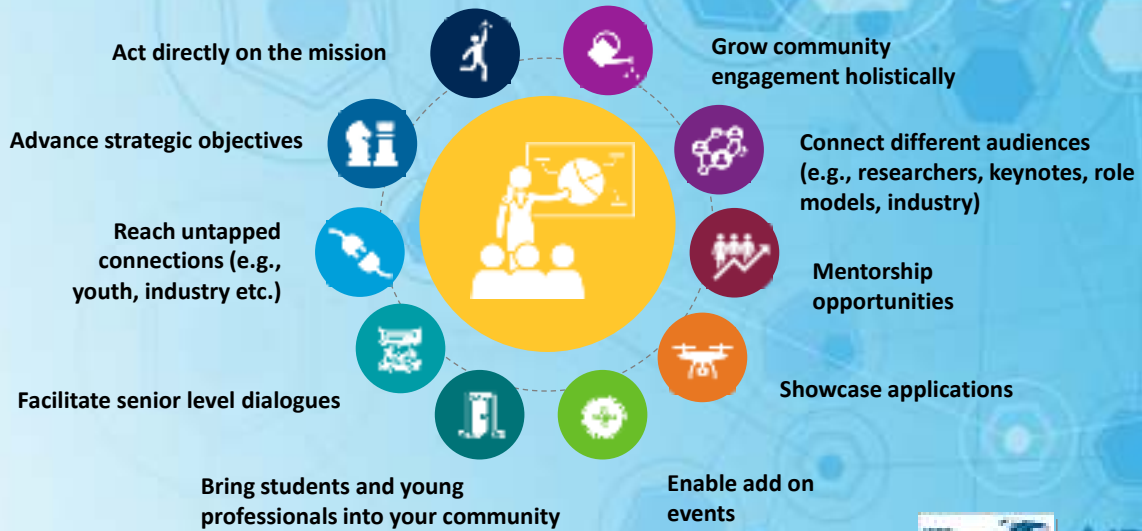 Act directly on the mission
Grow community
engagement holistically
Advance strategic objectives
Connect different audiences
(e.g., researchers, keynotes, role
models, industry)
Reach untapped
connections (e.g.,
youth, industry etc.)
Mentorship
opportunities
Facilitate senior level dialogues
Showcase applications
Bring students and young
professionals into your community
Enable add on
events